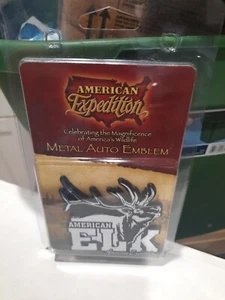 AMERICAN
Expedition
Celebrating the Magnificence
of America's Wildlife
METAL AUTO EMBLEM
AMERICAN
ELK